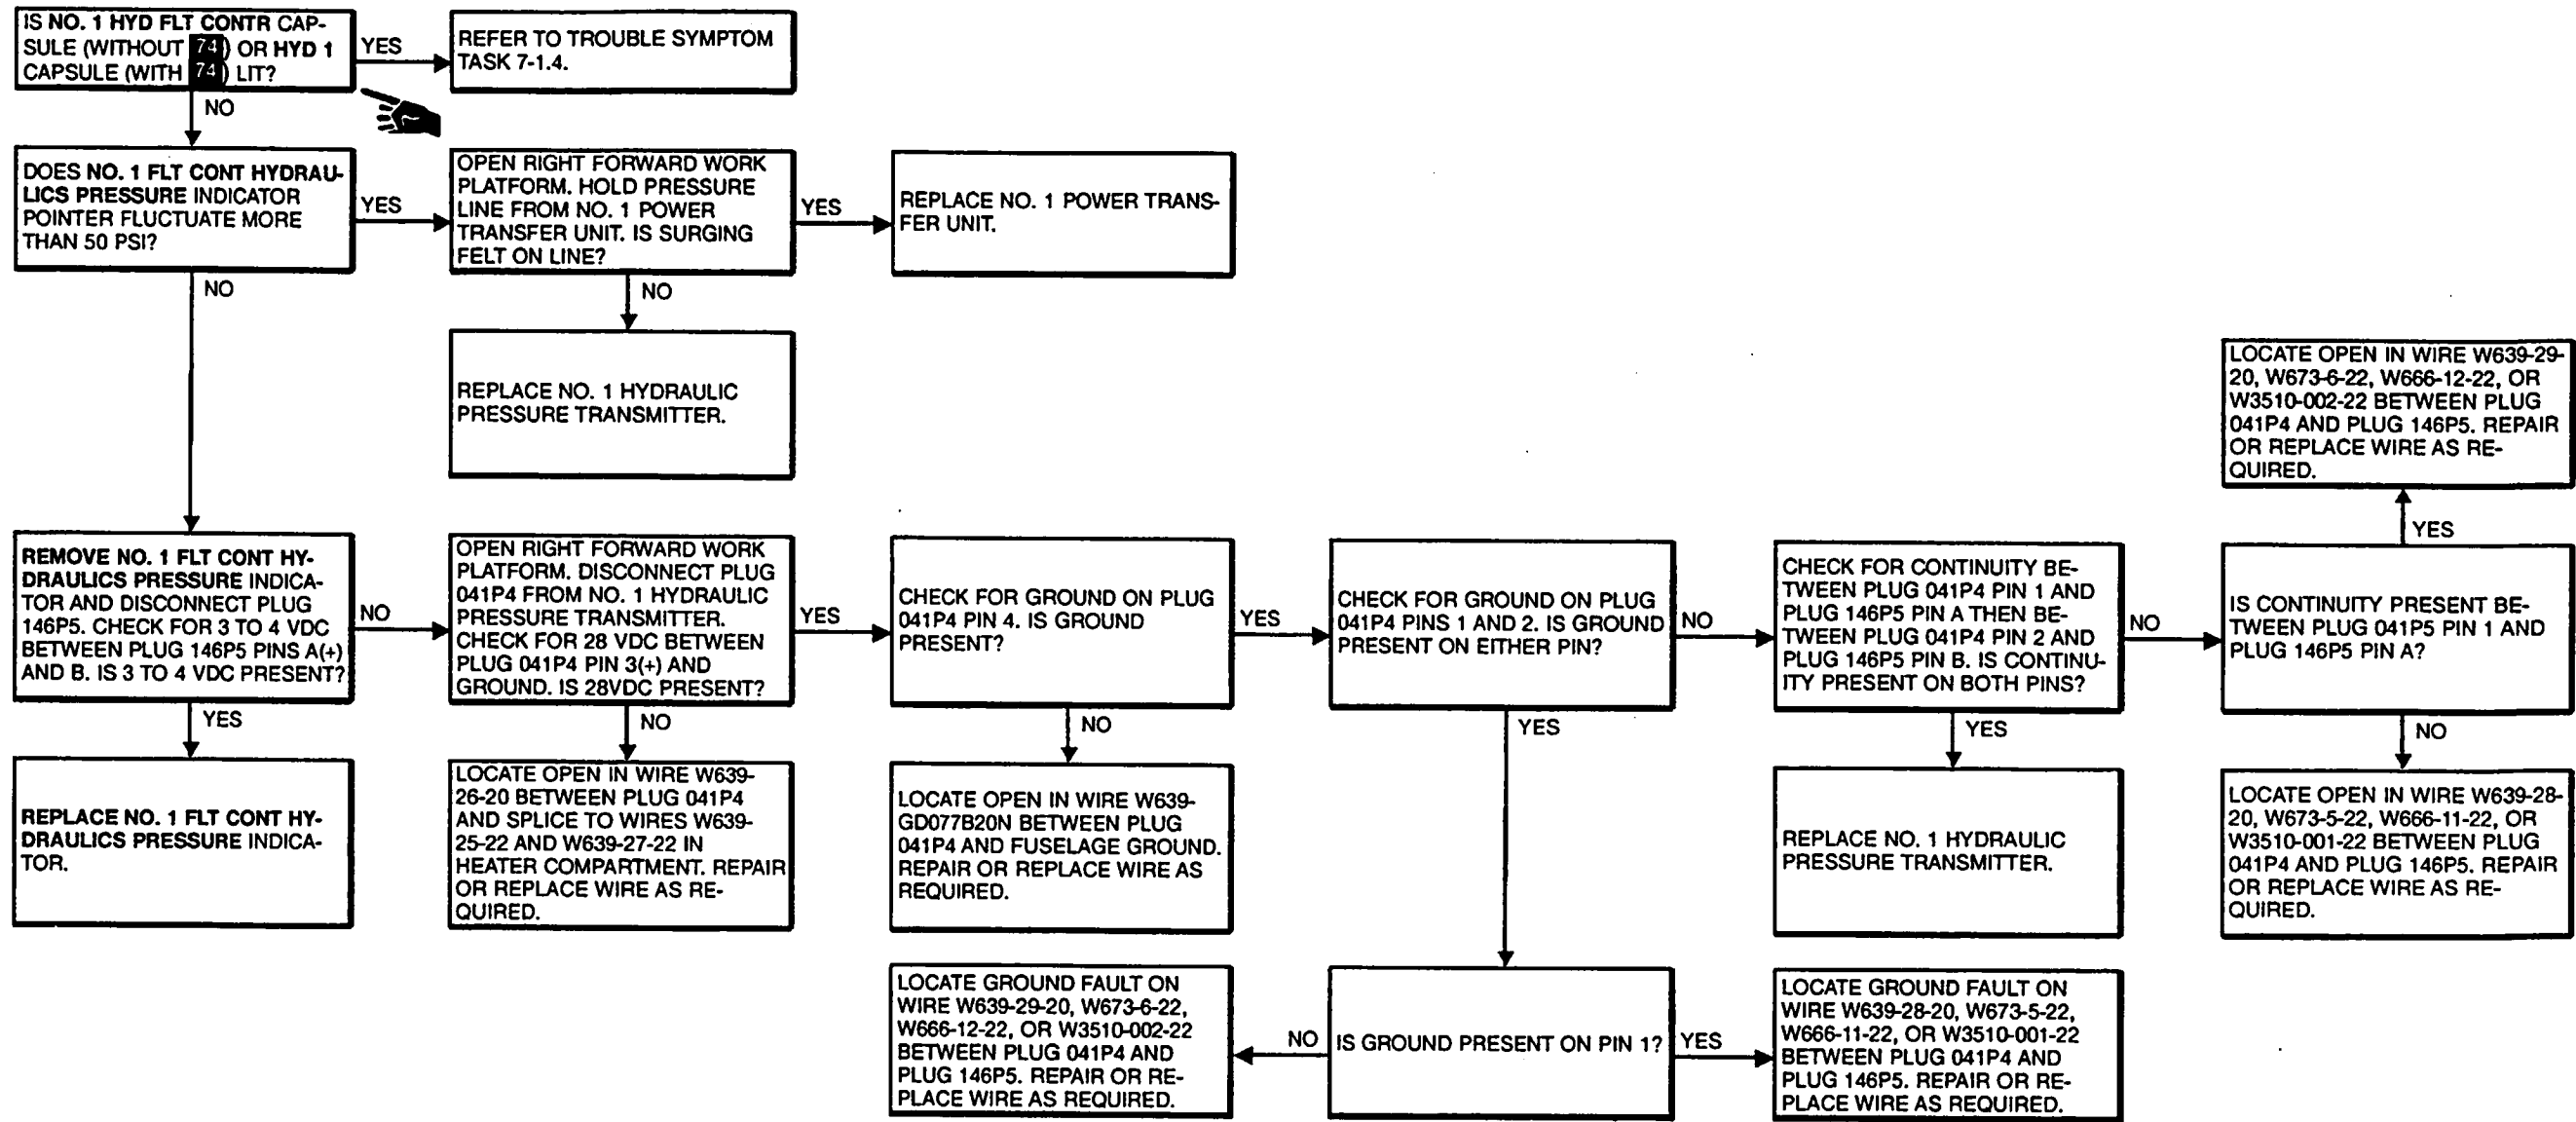 IS NO. 1 HYD FLT CONTR CAP-
SULE (WITHOUT 74) OR HYD 1
CAPSULE (WITH 74) LIT?
YES
REFER TO TROUBLE SYMPTOM
TASK 7-1.4.
NO
DOES NO. 1 FLT CONT HYDRAU-
LICS PRESSURE INDICATOR
POINTER FLUCTUATE MORE
THAN 50 PSI?
YES
OPEN RIGHT FORWARD WORK
PLATFORM. HOLD PRESSURE
LINE FROM NO. 1 POWER
TRANSFER UNIT. IS SURGING
FELT ON LINE?
YES
REPLACE NO. 1 POWER TRANS-
FER UNIT.
NO
NO
REPLACE NO. 1 HYDRAULIC
PRESSURE TRANSMITTER.
LOCATE OPEN IN WIRE W639-29-
20, W673-6-22, W666-12-22, OR
W3510-002-22 BETWEEN PLUG
041P4 AND PLUG 146P5. REPAIR
OR REPLACE WIRE AS RE-
QUIRED.
YES
REMOVE NO. 1 FLT CONT HY-
DRAULICS PRESSURE INDICA-
TOR AND DISCONNECT PLUG
146P5. CHECK FOR 3 TO 4 VDC
BETWEEN PLUG 146P5 PINS A(+)
AND B. IS 3 TO 4 VDC PRESENT?
NO
OPEN RIGHT FORWARD WORK
PLATFORM. DISCONNECT PLUG
041P4 FROM NO. 1 HYDRAULIC
PRESSURE TRANSMITTER.
CHECK FOR 28 VDC BETWEEN
PLUG 041P4 PIN 3(+) AND
GROUND. IS 28VDC PRESENT?
YES
CHECK FOR GROUND ON PLUG
041P4 PIN 4. IS GROUND
PRESENT?
YES
CHECK FOR GROUND ON PLUG
041P4 PINS 1 AND 2. IS GROUND
PRESENT ON EITHER PIN?
NO
CHECK FOR CONTINUITY BE-
TWEEN PLUG 041P4 PIN 1 AND
PLUG 146P5 PIN A THEN BE-
TWEEN PLUG 041P4 PIN 2 AND
PLUG 146P5 PIN B. IS CONTINU-
ITY PRESENT ON BOTH PINS?
NO
IS CONTINUITY PRESENT BE-
TWEEN PLUG 041P5 PIN 1 AND
PLUG 146P5 PIN A?
YES
NO
NO
YES
YES
NO
REPLACE NO. 1 FLT CONT HY-
DRAULICS PRESSURE INDICA-
TOR.
LOCATE OPEN IN WIRE W639-
26-20 BETWEEN PLUG 041P4
AND SPLICE TO WIRES W639-
25-22 AND W639-27-22 IN
HEATER COMPARTMENT. REPAIR
OR REPLACE WIRE AS RE-
QUIRED.
LOCATE OPEN IN WIRE W639-
GD077B20N BETWEEN PLUG
041P4 AND FUSELAGE GROUND.
REPAIR OR REPLACE WIRE AS
REQUIRED.
REPLACE NO. 1 HYDRAULIC
PRESSURE TRANSMITTER.
LOCATE OPEN IN WIRE W639-28-
20, W673-5-22, W666-11-22, OR
W3510-001-22 BETWEEN PLUG
041P4 AND PLUG 146P5. REPAIR
OR REPLACE WIRE AS RE-
QUIRED.
LOCATE GROUND FAULT ON
WIRE W639-29-20, W673-6-22,
W666-12-22, OR W3510-002-22
BETWEEN PLUG 041P4 AND
PLUG 146P5. REPAIR OR RE-
PLACE WIRE AS REQUIRED.
NO
IS GROUND PRESENT ON PIN 1?
YES
LOCATE GROUND FAULT ON
WIRE W639-28-20, W673-5-22,
W666-11-22, OR W3510-001-22
BETWEEN PLUG 041P4 AND
PLUG 146P5. REPAIR OR RE-
PLACE WIRE AS REQUIRED.